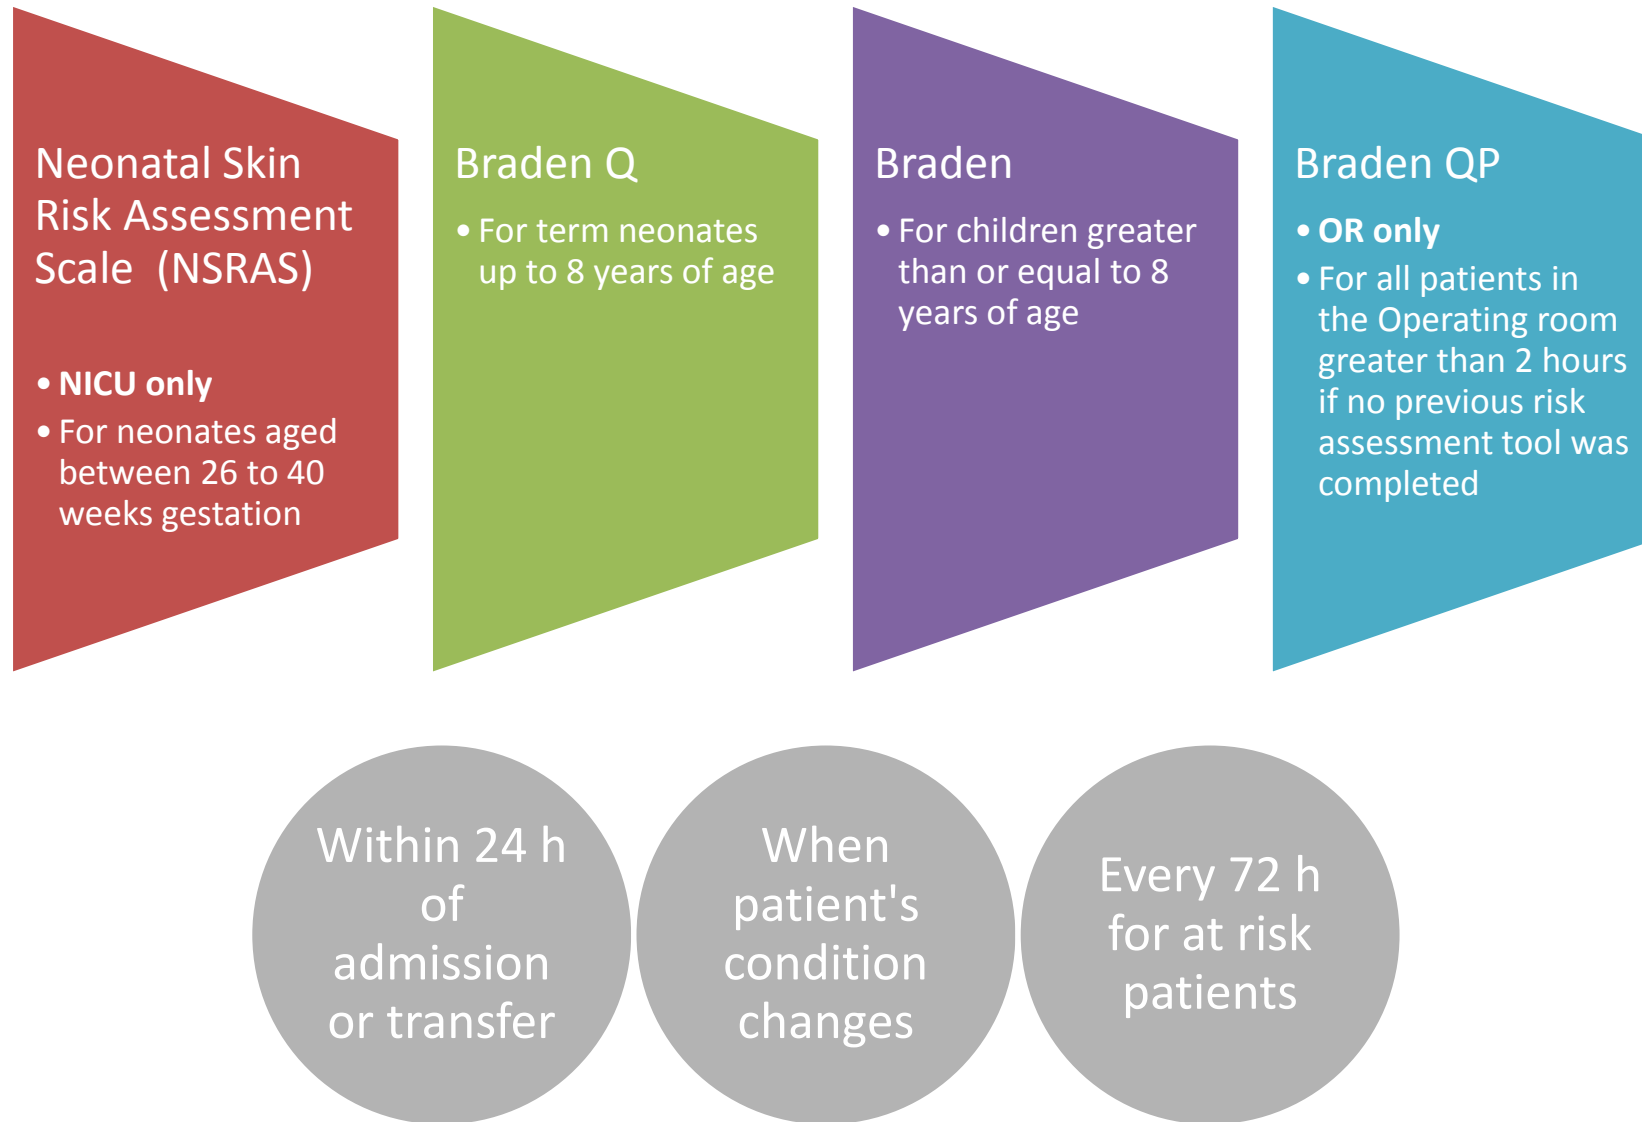 Neonatal Skin
Risk Assessment
Scale  (NSRAS)
• NICU only
• For neonates aged
between 26 to 40
weeks gestation
Braden Q
• For term neonates
up to 8 years of age
Braden
• For children greater
than or equal to 8
years of age
Braden QP
• OR only
• For all patients in
the Operating room
greater than 2 hours
if no previous risk
assessment tool was
completed
Within 24 h
of
admission
or transfer
When
patient's
condition
changes
Every 72 h
for at risk
patients